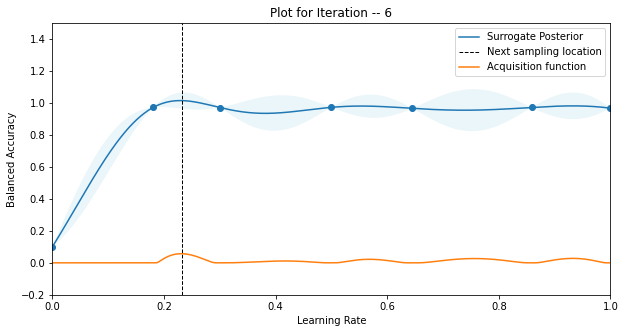 Plot for Iteration -- 6
Surrogate Posterior
Next sampling location
Acquisition function
Balanced Accuracy
1.4
1.2
1.0
0.8
0.6
0.4
0.2
0.0
−0.2
0.0 0.2 0.4 0.6 0.8 1.0
Learning Rate